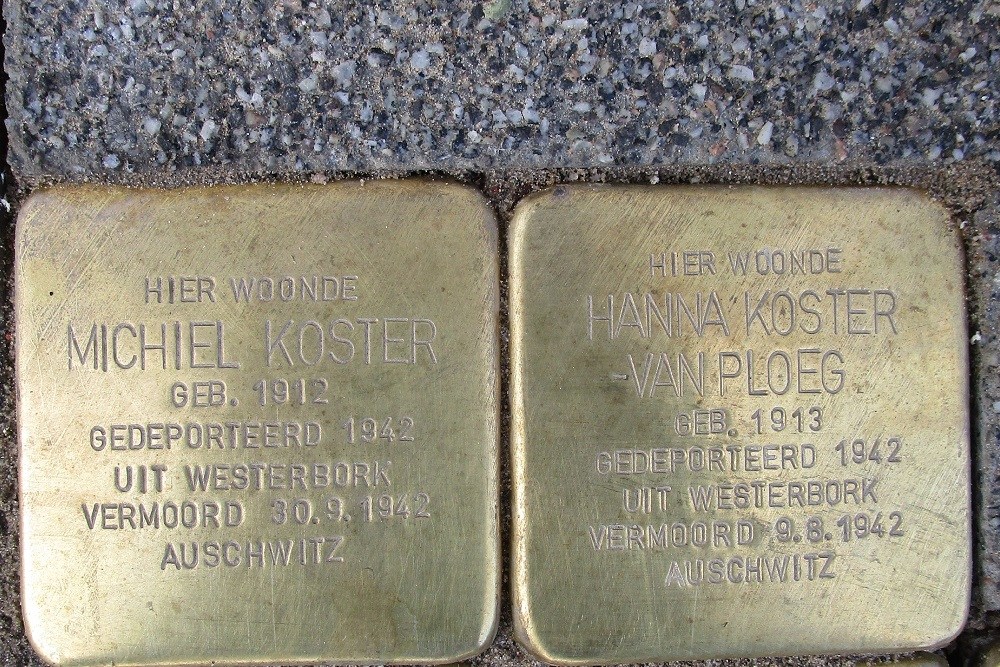 HIER WOONDE
MICHIEL KOSTER
GEB. 1912
GEDEPORTEERD 1942
UIT WESTERBORK
VERMOORD 30.9.1942
AUSCHWITZ
HIER WOONDE
HANNA KOSTER
-VAN PLOEG
GEB. 1913
GEDEPORTEERD 1942
UIT WESTERBORK
VERMOORD 9.8.1942
AUSCHWITZ